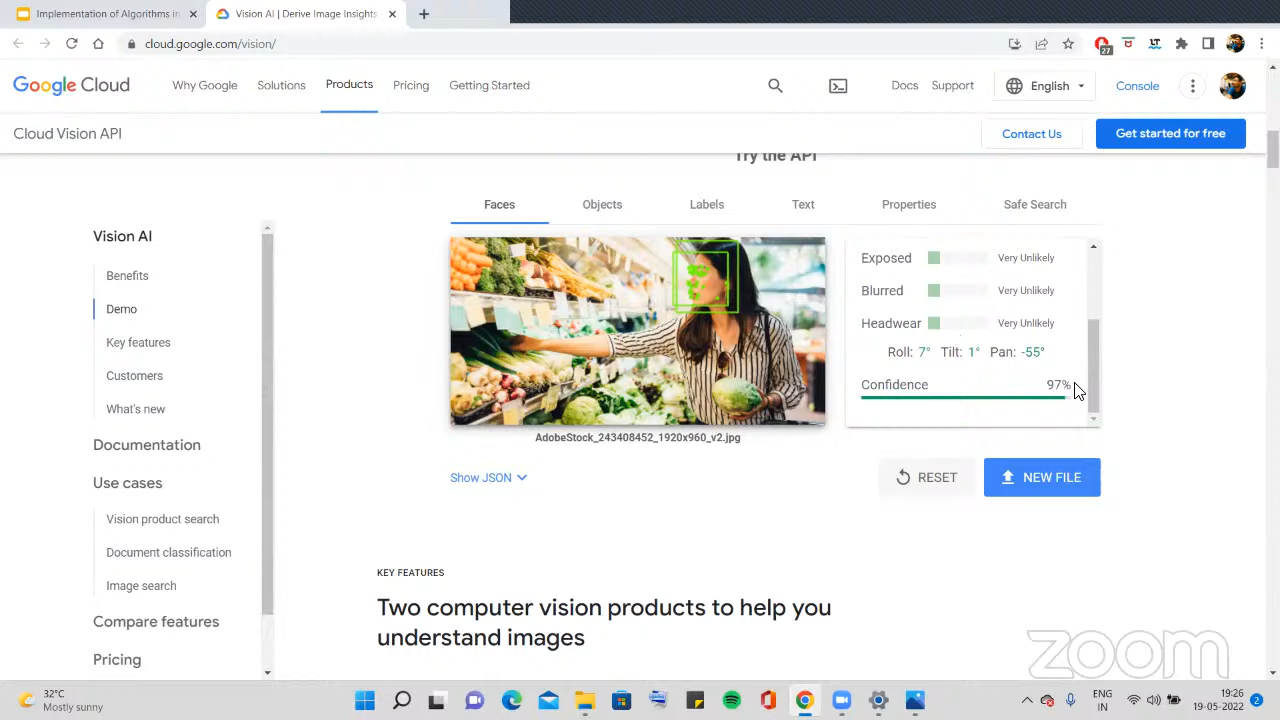 Implementation of Algorithms in
Vision AI | Derive Image Insights
cloud.google.com/vision/
27
Google Cloud
Why Google
Solutions
Products
Pricing
Getting Started
Docs
Support
English
Console
Cloud Vision API
Contact Us
Get started for free
Try the API
Faces
Objects
Labels
Text
Properties
Safe Search
Vision AI
Benefits
Demo
Key features
Customers
What's new
Documentation
Use cases
Vision product search
Document classification
Image search
Compare features
Pricing
Exposed Very Unlikely
Blurred Very Unlikely
Headwear Very Unlikely
Roll: 7° Tilt: 1° Pan: -55°
Confidence 97%
AdobeStock_243408452_1920x960_v2.jpg
Show JSON
RESET
NEW FILE
KEY FEATURES
Two computer vision products to help you
understand images
zoom
32°C
Mostly sunny
ENG
IN
19:26
19-05-2022
2